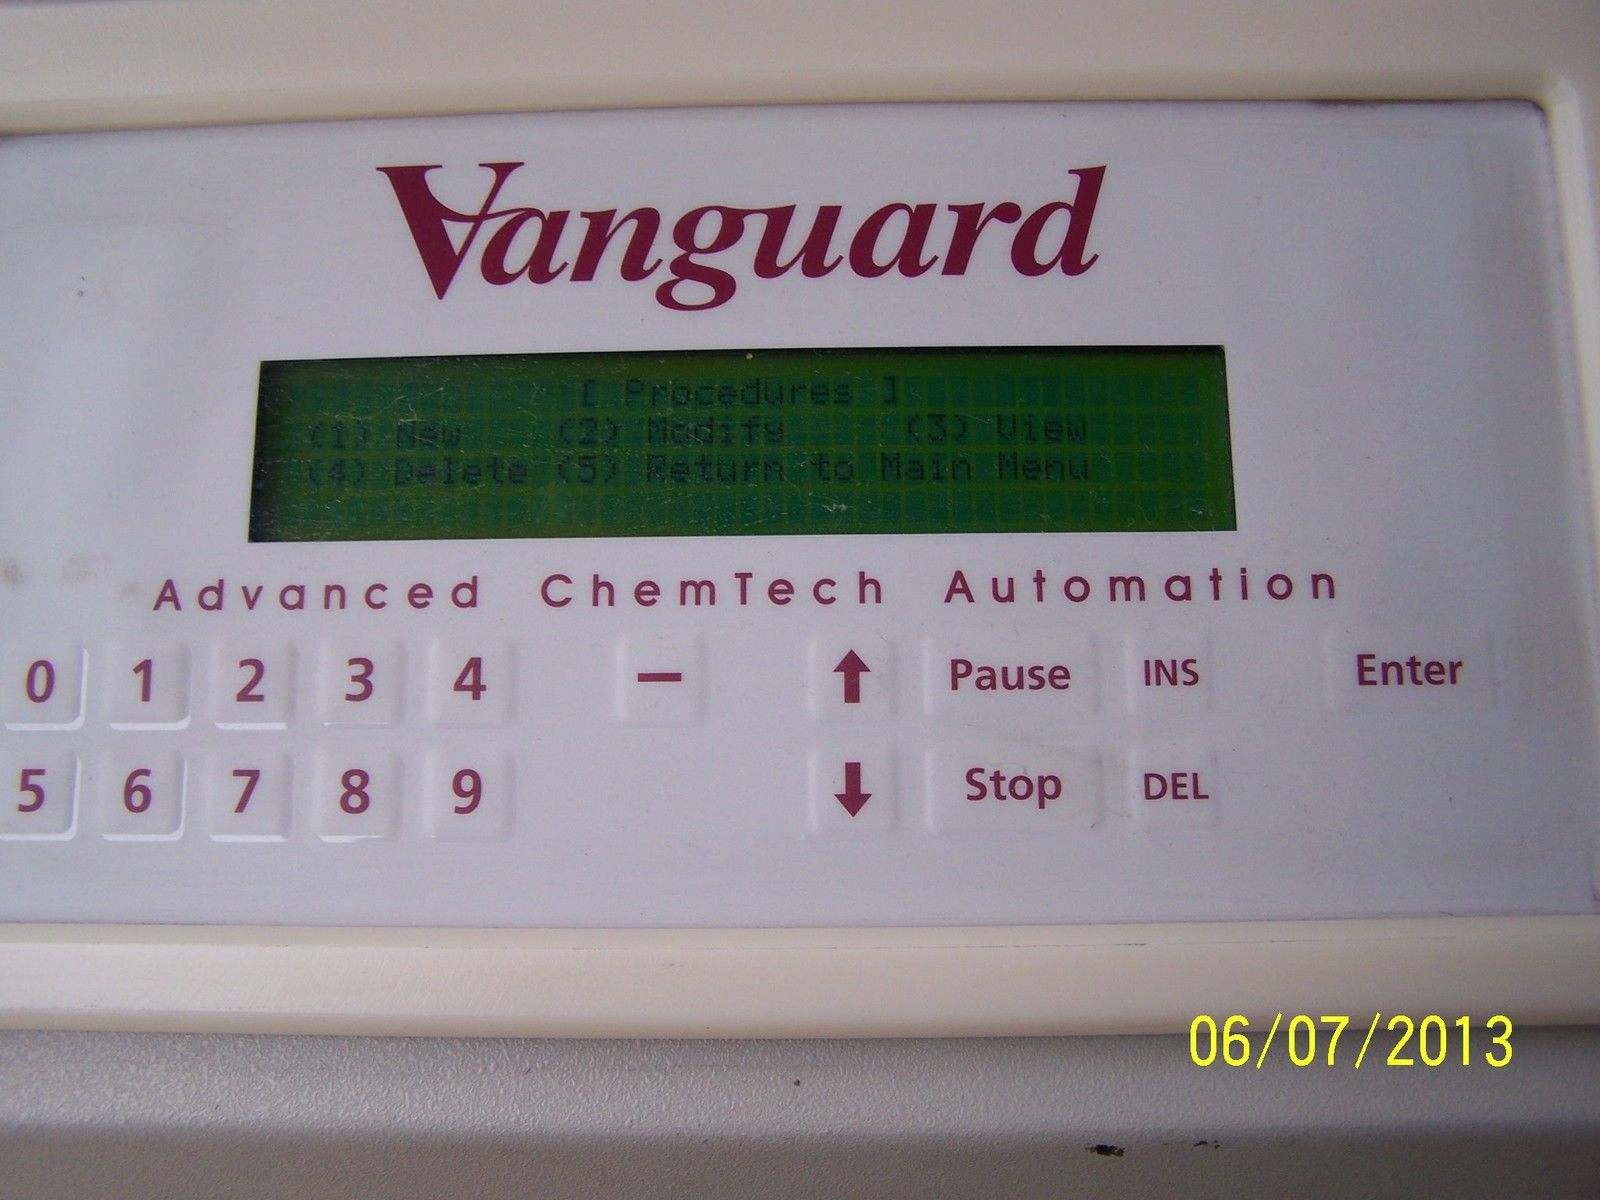 Vanguard
[ Procedures ]
(1) New (2) Modify (3) View
(4) Delete (5) Return to Main Menu
Advanced ChemTech Automation
0 1 2 3 4 — ↑ Pause INS Enter
5 6 7 8 9 ↓ Stop DEL
06/07/2013